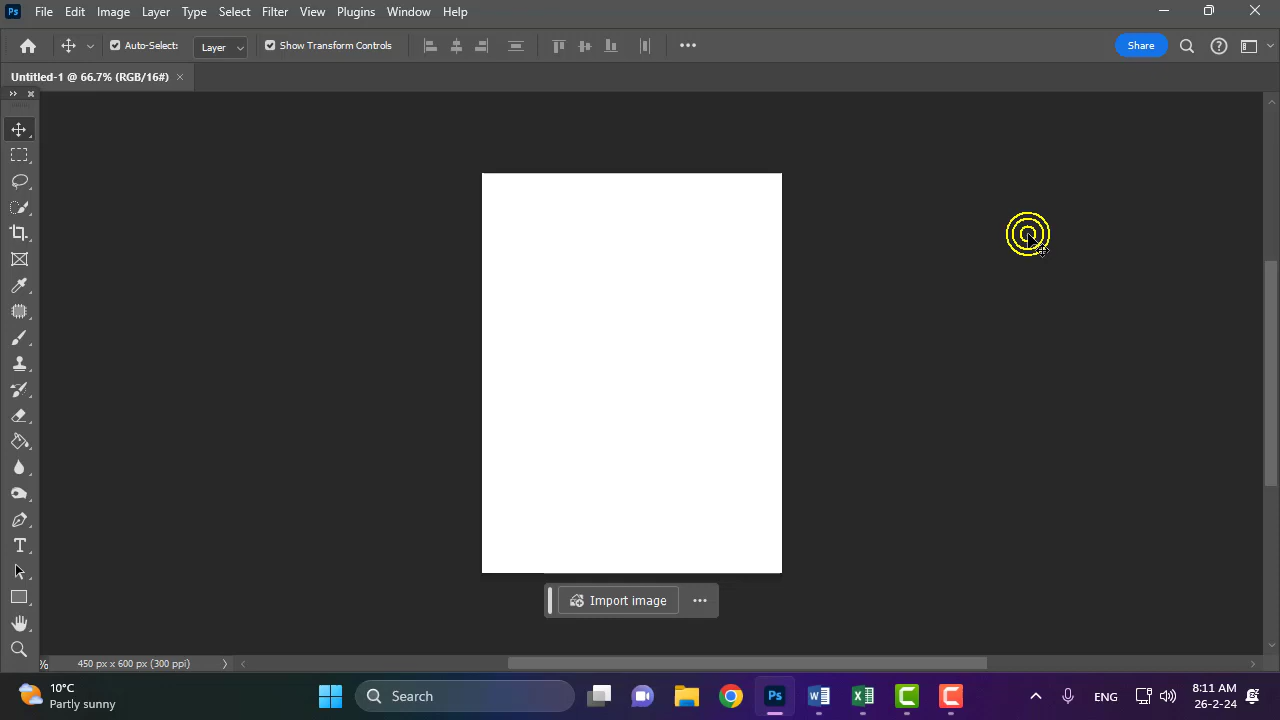 Ps File Edit Image Layer Type Select Filter View Plugins Window Help
Auto-Select: Layer Show Transform Controls Share
Untitled-1 @ 66.7% (RGB/16#)
Import image
% 450 px x 600 px (300 ppi)
10°C
Partly sunny
Search
Ps
ENG
8:11 AM
26-2-24